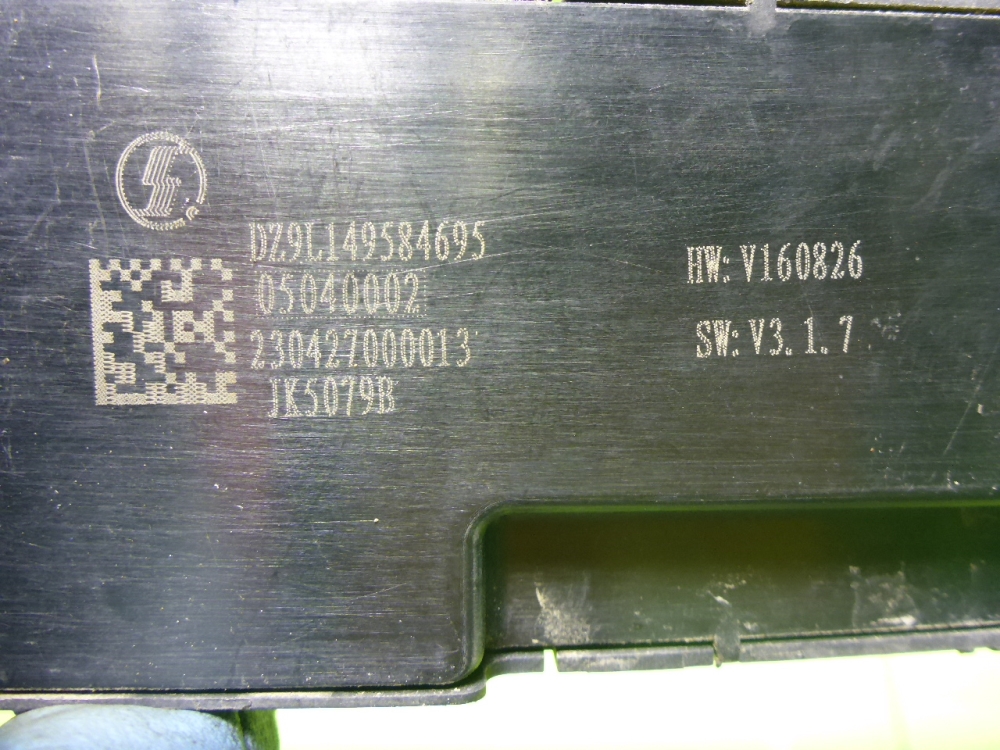 DZ9L149584695
05040002
230427000013
JK5079B
HW: V160826
SW: V3.1.7